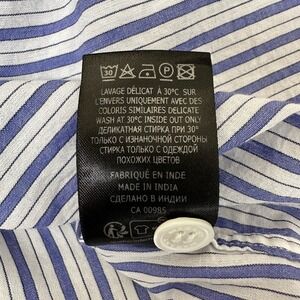 30
LAVAGE DÉLICAT À 30°C SUR
L'ENVERS UNIQUEMENT AVEC DES
COLORIS SIMILAIRES DELICATE
WASH AT 30°C INSIDE OUT ONLY
ДЕЛИКАТНАЯ СТИРКА ПРИ 30°
ТОЛЬКО С ИЗНАНОЧНОЙ СТОРОНЫ
СТИРКА ТОЛЬКО С ОДЕЖДОЙ
ПОХОЖИХ ЦВЕТОВ
FABRIQUÉ EN INDE
MADE IN INDIA
СДЕЛАНО В ИНДИИ
CA 00985